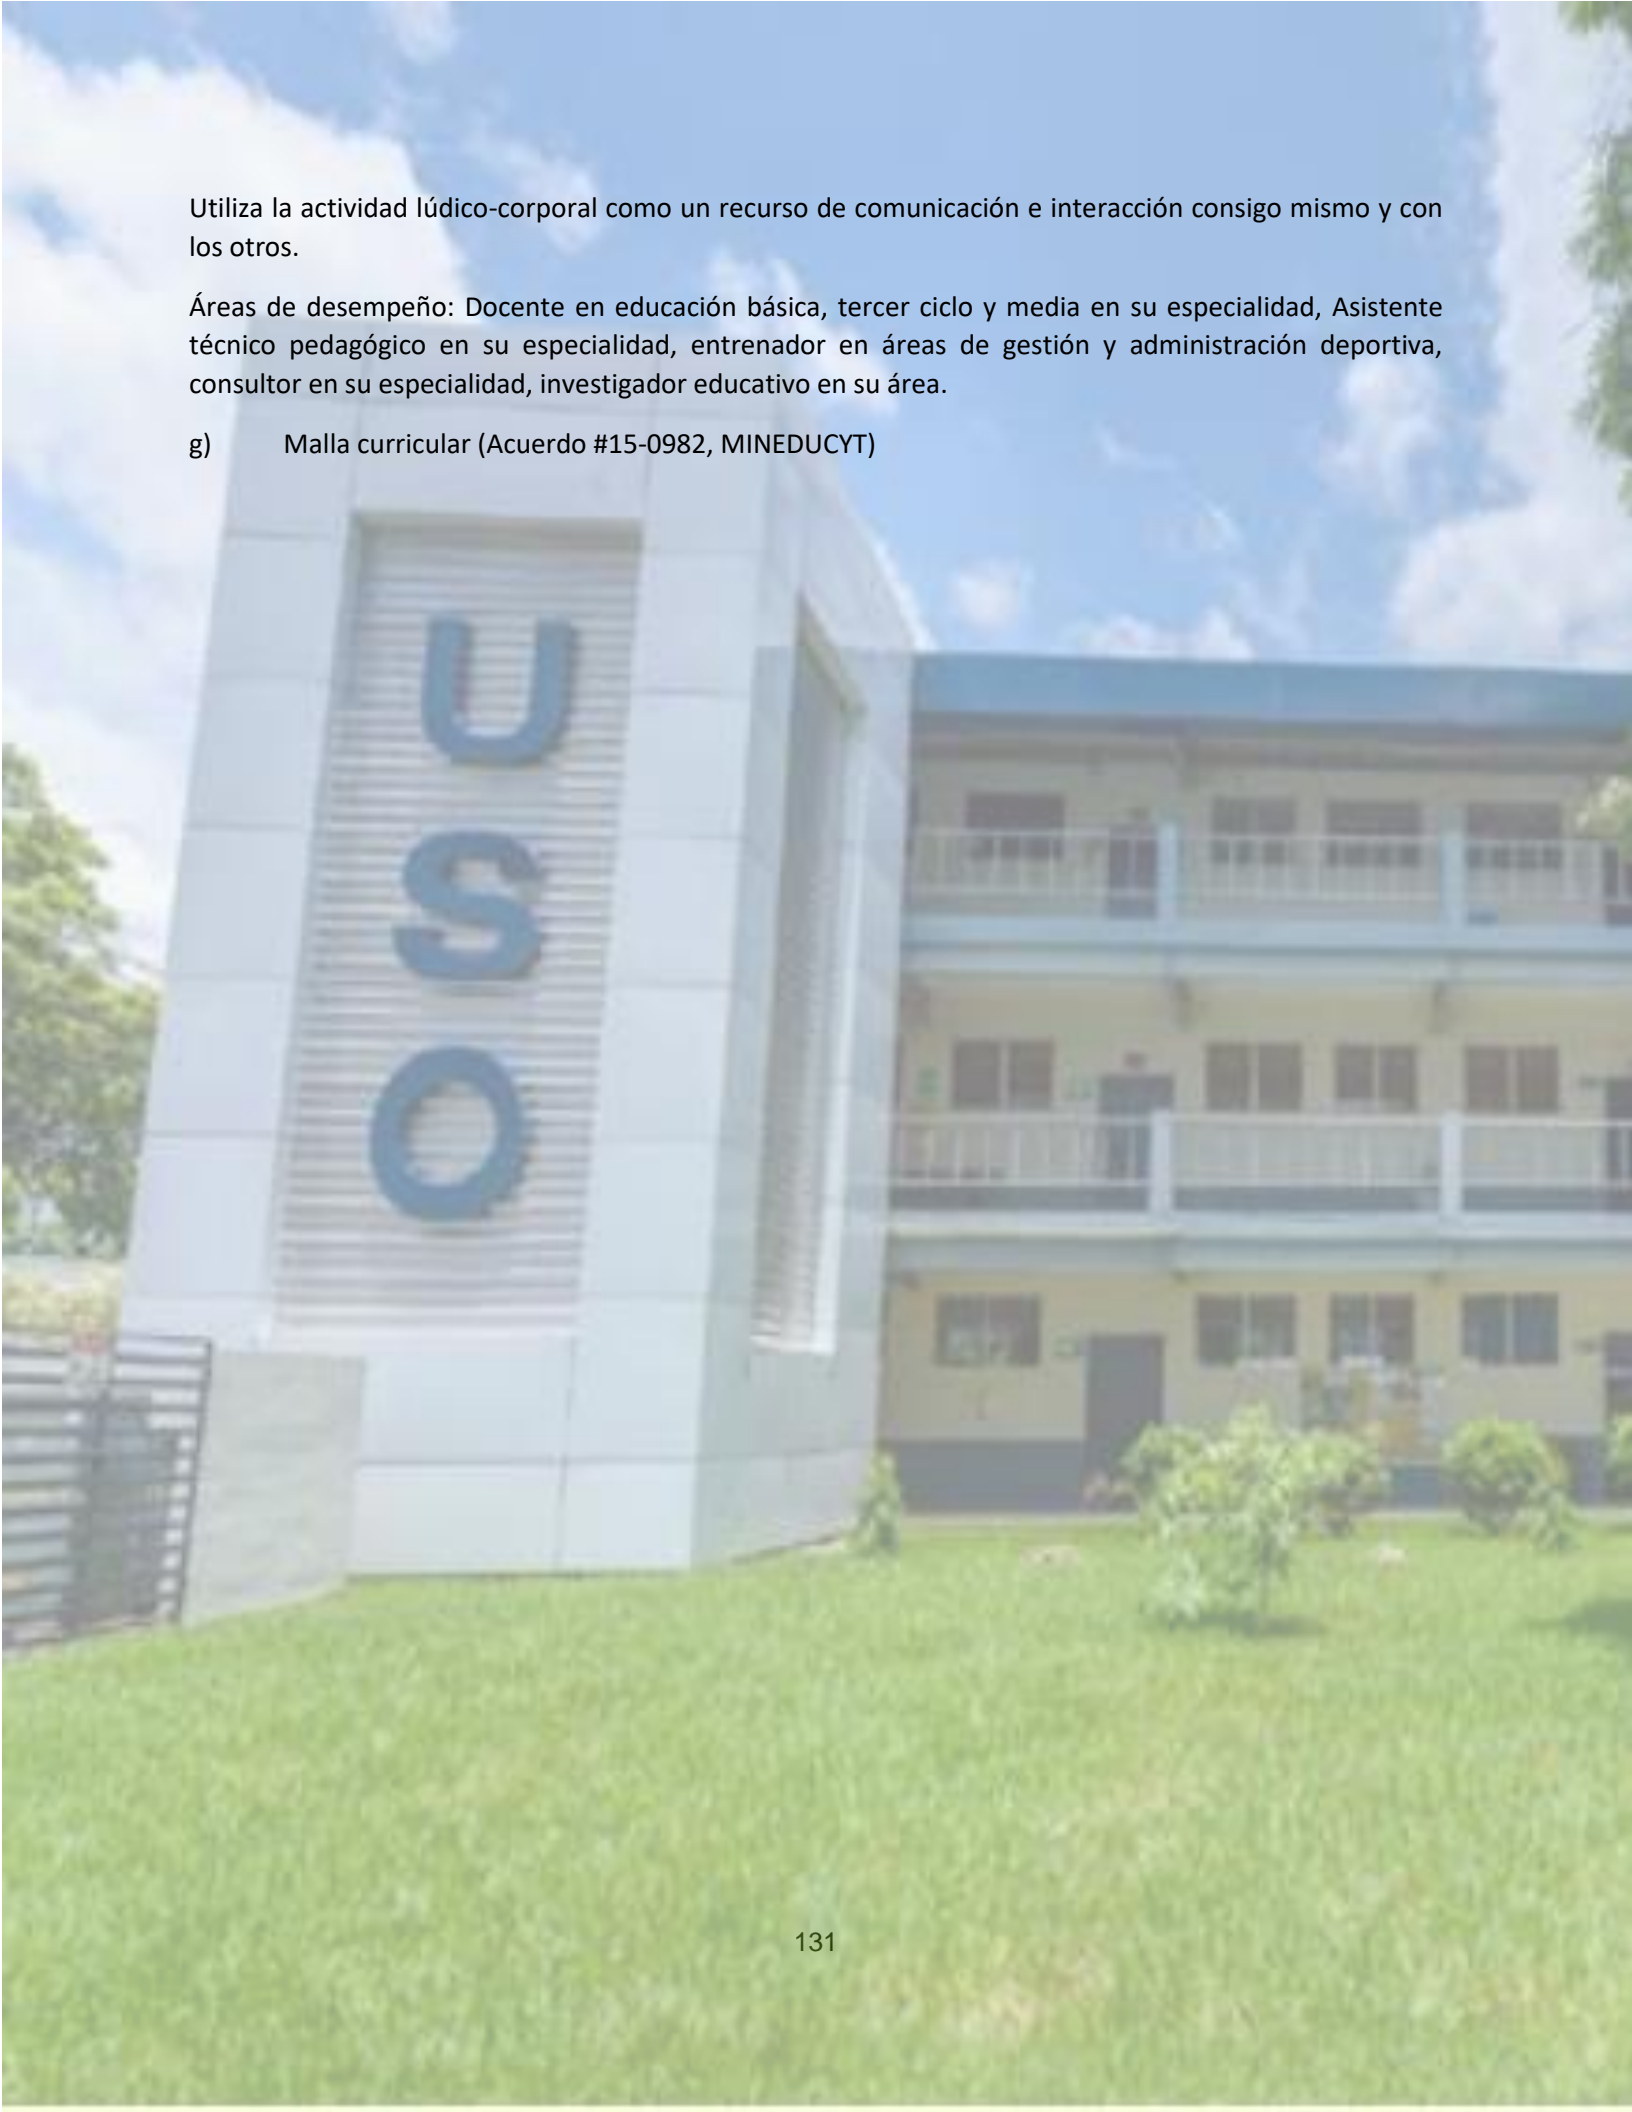 Utiliza la actividad lúdico-corporal como un recurso de comunicación e interacción consigo mismo y con
los otros.
Áreas de desempeño: Docente en educación básica, tercer ciclo y media en su especialidad, Asistente
técnico pedagógico en su especialidad, entrenador en áreas de gestión y administración deportiva,
consultor en su especialidad, investigador educativo en su área.
g) Malla curricular (Acuerdo #15-0982, MINEDUCYT)
U
S
O
131